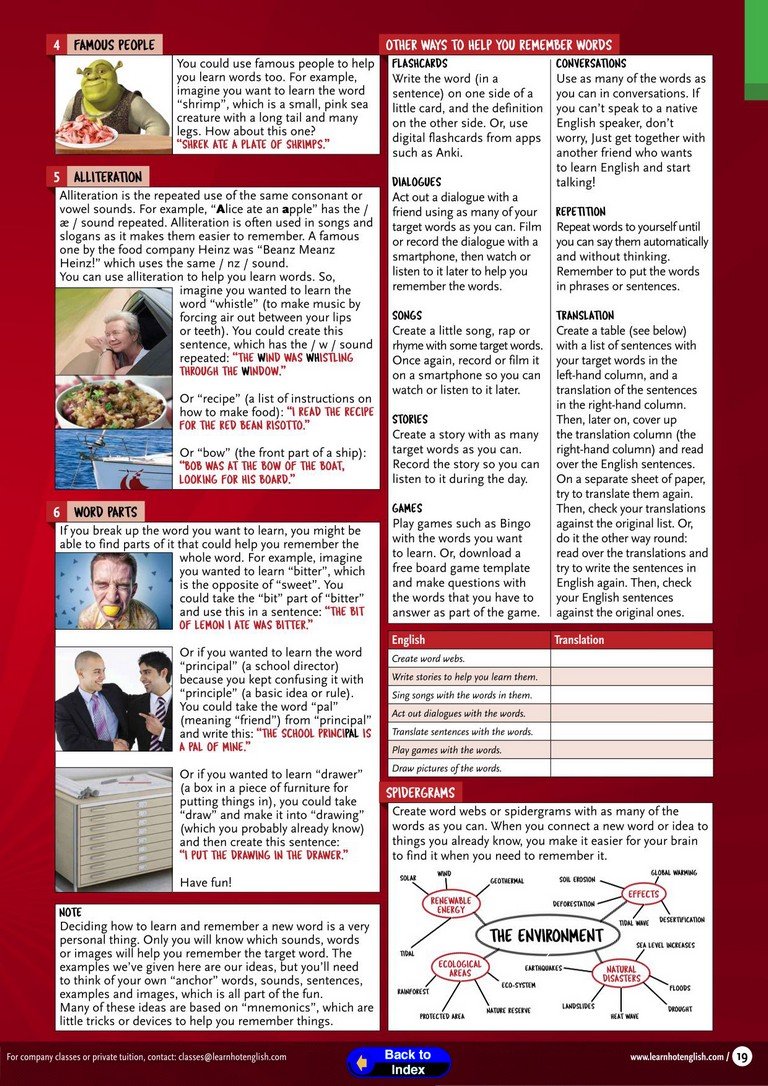 4 FAMOUS PEOPLE
You could use famous people to help
you learn words too. For example,
imagine you want to learn the word
“shrimp”, which is a small, pink sea
creature with a long tail and many
legs. How about this one?
“SHREK ATE A PLATE OF SHRIMPS.”
5 ALLITERATION
Alliteration is the repeated use of the same consonant or
vowel sounds. For example, “Alice ate an apple” has the /
æ / sound repeated. Alliteration is often used in songs and
slogans as it makes them easier to remember. A famous
one by the food company Heinz was “Beanz Meanz
Heinz!” which uses the same / nz / sound.
You can use alliteration to help you learn words. So,
imagine you wanted to learn the
word “whistle” (to make music by
forcing air out between your lips
or teeth). You could create this
sentence, which has the / w / sound
repeated: “THE WIND WAS WHISTLING
THROUGH THE WINDOW.”
Or “recipe” (a list of instructions on
how to make food): “I READ THE RECIPE
FOR THE RED BEAN RISOTTO.”
Or “bow” (the front part of a ship):
“BOB WAS AT THE BOW OF THE BOAT,
LOOKING FOR HIS BOARD.”
6 WORD PARTS
If you break up the word you want to learn, you might be
able to find parts of it that could help you remember the
whole word. For example, imagine
you wanted to learn “bitter”, which
is the opposite of “sweet”. You
could take the “bit” part of “bitter”
and use this in a sentence: “THE BIT
OF LEMON I ATE WAS BITTER.”
Or if you wanted to learn the word
“principal” (a school director)
because you kept confusing it with
“principle” (a basic idea or rule).
You could take the word “pal”
(meaning “friend”) from “principal”
and write this: “THE SCHOOL PRINCIPAL IS
A PAL OF MINE.”
Or if you wanted to learn “drawer”
(a box in a piece of furniture for
putting things in), you could take
“draw” and make it into “drawing”
(which you probably already know)
and then create this sentence:
“I PUT THE DRAWING IN THE DRAWER.”
Have fun!
NOTE
Deciding how to learn and remember a new word is a very
personal thing. Only you will know which sounds, words
or images will help you remember the target word. The
examples we’ve given here are our ideas, but you’ll need
to think of your own “anchor” words, sounds, sentences,
examples and images, which is all part of the fun.
Many of these ideas are based on “mnemonics”, which are
little tricks or devices to help you remember things.
OTHER WAYS TO HELP YOU REMEMBER WORDS
FLASHCARDS
Write the word (in a
sentence) on one side of a
little card, and the definition
on the other side. Or, use
digital flashcards from apps
such as Anki.
DIALOGUES
Act out a dialogue with a
friend using as many of your
target words as you can. Film
or record the dialogue with a
smartphone, then watch or
listen to it later to help you
remember the words.
SONGS
Create a little song, rap or
rhyme with some target words.
Once again, record or film it
on a smartphone so you can
watch or listen to it later.
STORIES
Create a story with as many
target words as you can.
Record the story so you can
listen to it during the day.
GAMES
Play games such as Bingo
with the words you want
to learn. Or, download a
free board game template
and make questions with
the words that you have to
answer as part of the game.
CONVERSATIONS
Use as many of the words as
you can in conversations. If
you can’t speak to a native
English speaker, don’t
worry, Just get together with
another friend who wants
to learn English and start
talking!
REPETITION
Repeat words to yourself until
you can say them automatically
and without thinking.
Remember to put the words
in phrases or sentences.
TRANSLATION
Create a table (see below)
with a list of sentences with
your target words in the
left-hand column, and a
translation of the sentences
in the right-hand column.
Then, later on, cover up
the translation column (the
right-hand column) and read
over the English sentences.
On a separate sheet of paper,
try to translate them again.
Then, check your translations
against the original list. Or,
do it the other way round:
read over the translations and
try to write the sentences in
English again. Then, check
your English sentences
against the original ones.
English Translation
Create word webs.
Write stories to help you learn them.
Sing songs with the words in them.
Act out dialogues with the words.
Translate sentences with the words.
Play games with the words.
Draw pictures of the words.
SPIDERGRAMS
Create word webs or spidergrams with as many of the
words as you can. When you connect a new word or idea to
things you already know, you make it easier for your brain
to find it when you need to remember it.
SOLAR
WIND
GEOTHERMAL
RENEWABLE
ENERGY
TIDAL
SOIL EROSION
GLOBAL WARMING
EFFECTS
DEFORESTATION
TIDAL WAVE
DESERTIFICATION
THE ENVIRONMENT
ECOLOGICAL
AREAS
RAINFOREST
PROTECTED AREA
NATURE RESERVE
ECO-SYSTEM
SEA LEVEL INCREASES
EARTHQUAKES
NATURAL
DISASTERS
FLOODS
LANDSLIDES
HEAT WAVE
DROUGHT
For company classes or private tuition, contact: classes@learnhotenglish.com
Back to
Index
www.learnhotenglish.com / 19